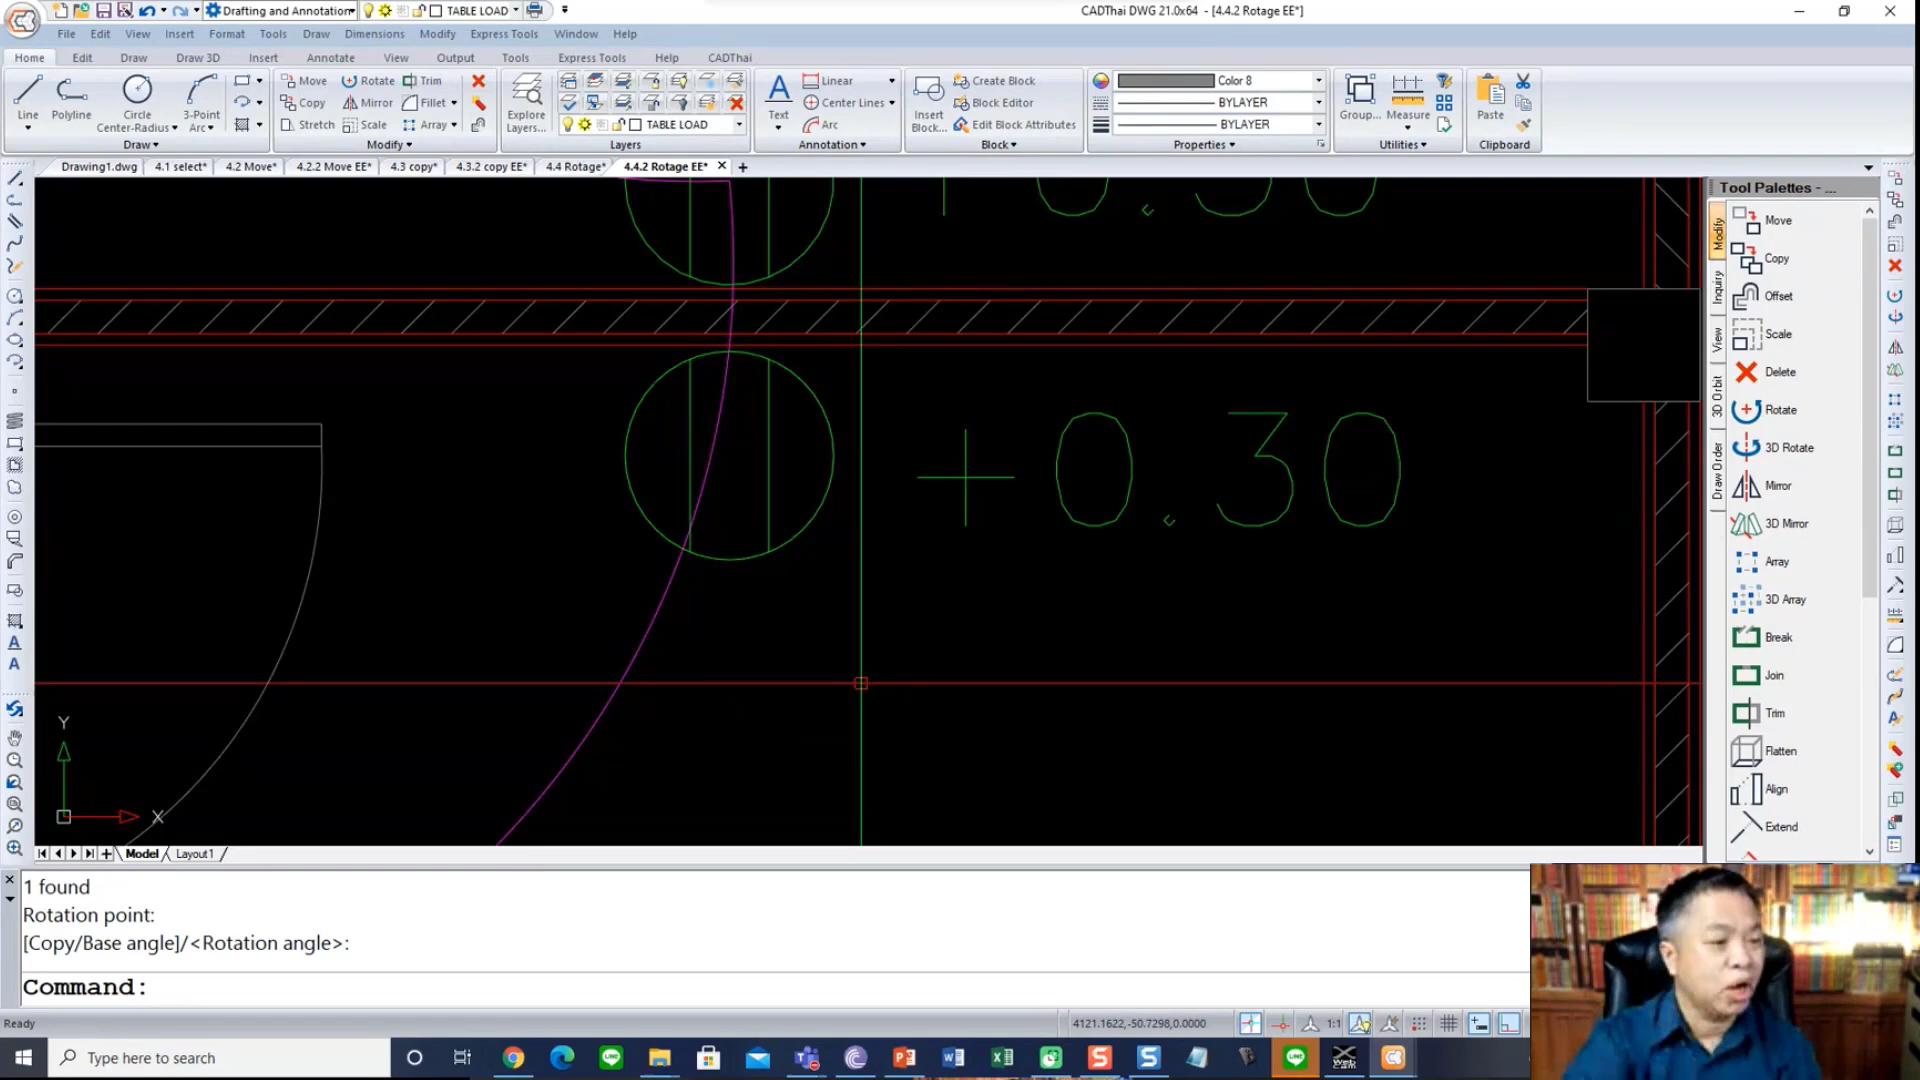 Drafting and Annotation
TABLE LOAD
CADThai DWG 21.0x64 - [4.4.2 Rotage EE*]
File Edit View Insert Format Tools Draw Dimensions Modify Express Tools Window Help
Home Edit Draw Draw 3D Insert Annotate View Output Tools Express Tools Help CADThai
Line
Polyline
Circle
Center-Radius
3-Point
Arc
Draw
Move Rotate Trim
Copy Mirror Fillet
Stretch Scale Array
Modify
Explore
Layers...
TABLE LOAD
Layers
Text
Linear
Center Lines
Arc
Annotation
Insert
Block...
Create Block
Block Editor
Edit Block Attributes
Block
Color 8
BYLAYER
BYLAYER
Properties
Group...
Measure
Utilities
Paste
Clipboard
Drawing1.dwg 4.1 select* 4.2 Move* 4.2.2 Move EE* 4.3 copy* 4.3.2 copy EE* 4.4 Rotage* 4.4.2 Rotage EE*
Tool Palettes - ...
Modify
Inquiry
View
3D Orbit
Draw Order
Move
Copy
Offset
Scale
Delete
Rotate
3D Rotate
Mirror
3D Mirror
Array
3D Array
Break
Join
Trim
Flatten
Align
Extend
+0.30
Y
X
Model Layout1
1 found
Rotation point:
[Copy/Base angle]/<Rotation angle>:
Command:
Ready
4121.1622,-50.7298,0.0000
1:1
Type here to search